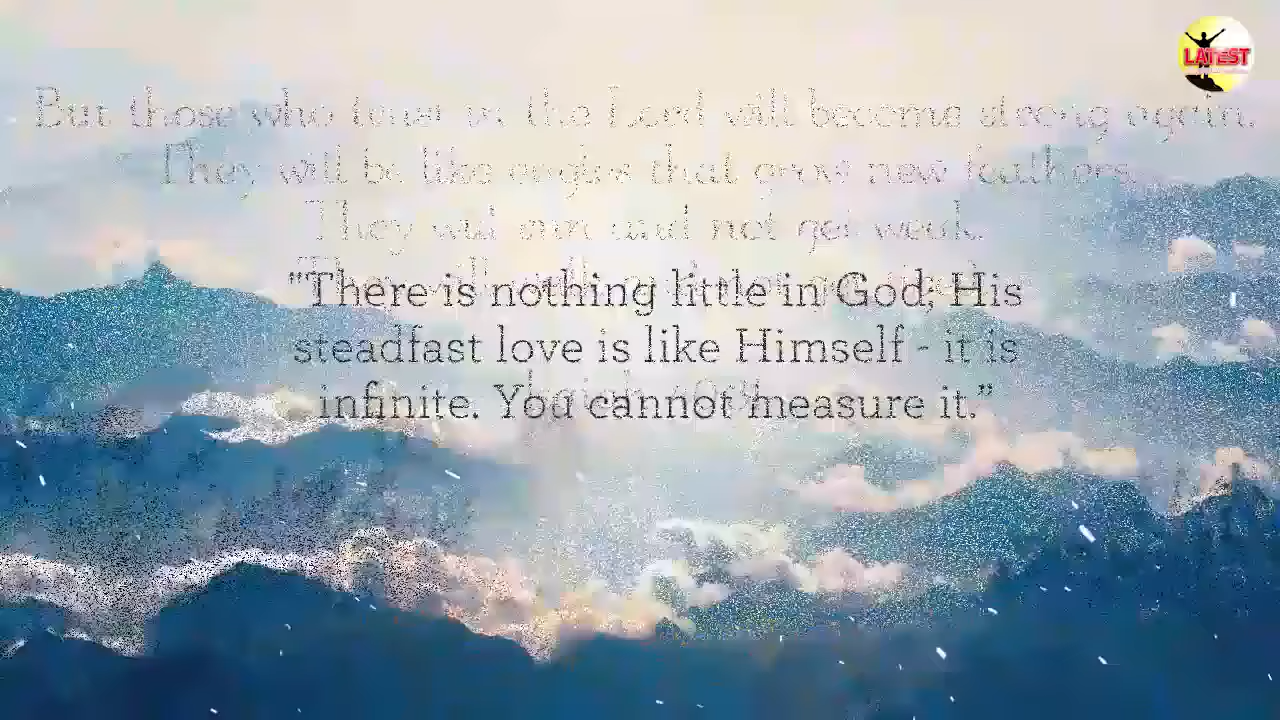 LATEST
But those who trust in the Lord will become strong again.
They will be like eagles that grow new feathers.
They will run and not get weak.
"There is nothing little in God; His
steadfast love is like Himself - it is
infinite. You cannot measure it.”